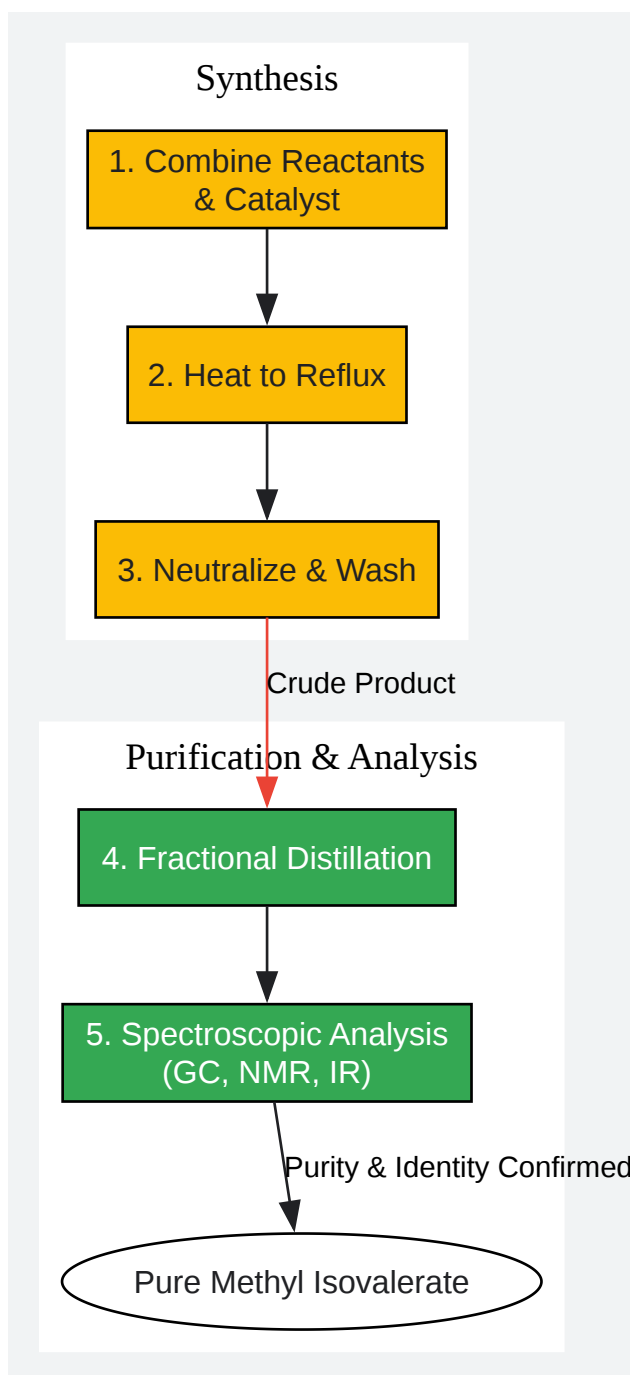 Synthesis
1. Combine Reactants
& Catalyst
2. Heat to Reflux
3. Neutralize & Wash
Crude Product
Purification & Analysis
4. Fractional Distillation
5. Spectroscopic Analysis
(GC, NMR, IR)
Purity & Identity Confirmed
Pure Methyl Isovalerate